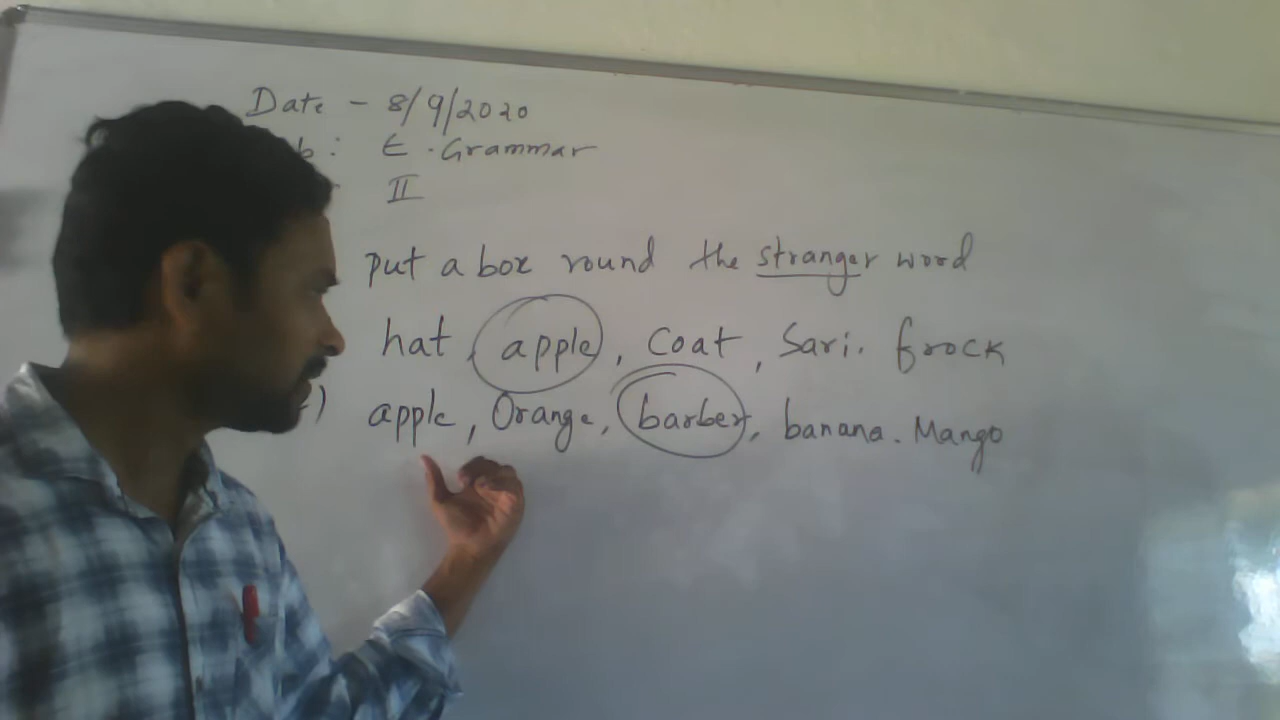 Date - 8/9/2020
b : E . Grammar
II
put a box round the stranger word
hat, apple, Coat, Sari. frock
) apple, Orange, barber, banana. Mango